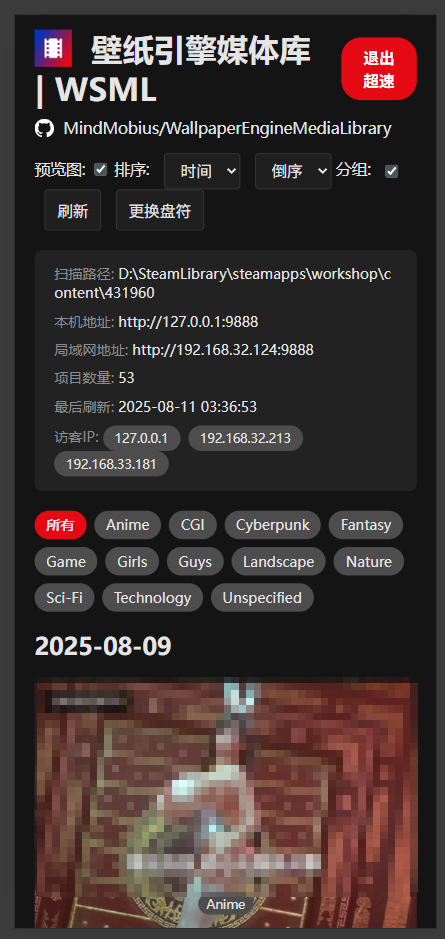 壁纸引擎媒体库
| WSML
退出
超速
MindMobius/WallpaperEngineMediaLibrary
预览图: 排序: 时间 倒序 分组:
刷新 更换盘符
扫描路径: D:\SteamLibrary\steamapps\workshop\c
ontent\431960
本机地址: http://127.0.0.1:9888
局域网地址: http://192.168.32.124:9888
项目数量: 53
最后刷新: 2025-08-11 03:36:53
访客IP: 127.0.0.1 192.168.32.213
192.168.33.181
所有 Anime CGI Cyberpunk Fantasy
Game Girls Guys Landscape Nature
Sci-Fi Technology Unspecified
2025-08-09
Anime